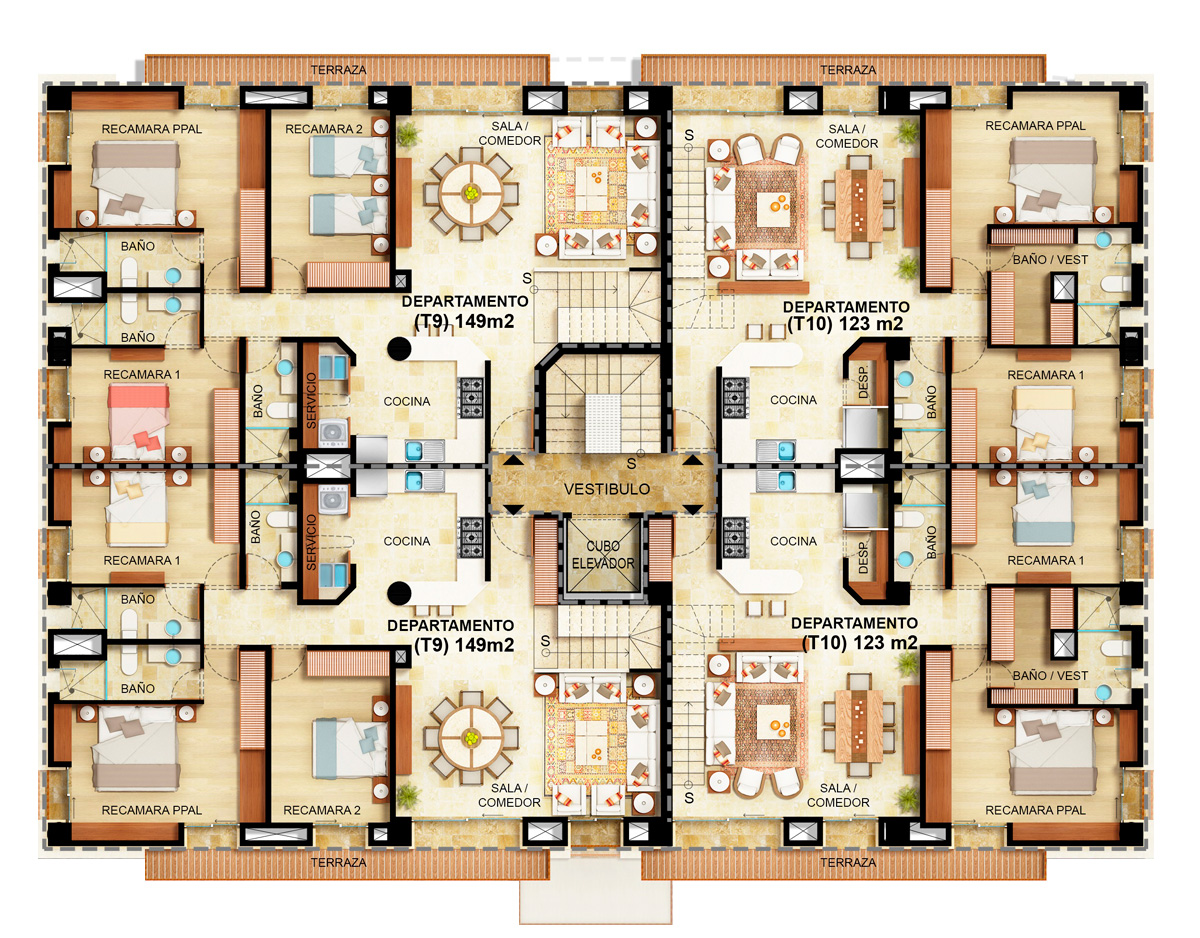 TERRAZA
TERRAZA
RECAMARA PPAL
RECAMARA 2
SALA /
COMEDOR
S
SALA /
COMEDOR
RECAMARA PPAL
BAÑO
BAÑO / VEST
S
DEPARTAMENTO
(T9) 149m2
DEPARTAMENTO
(T10) 123 m2
BAÑO
RECAMARA 1
BAÑO
SERVICIO
COCINA
COCINA
DESP.
BAÑO
RECAMARA 1
S
VESTIBULO
RECAMARA 1
BAÑO
SERVICIO
COCINA
CUBO
ELEVADOR
COCINA
DESP.
BAÑO
RECAMARA 1
BAÑO
DEPARTAMENTO
(T9) 149m2
S
DEPARTAMENTO
(T10) 123 m2
BAÑO
BAÑO / VEST
RECAMARA PPAL
RECAMARA 2
SALA /
COMEDOR
S
SALA /
COMEDOR
RECAMARA PPAL
TERRAZA
TERRAZA